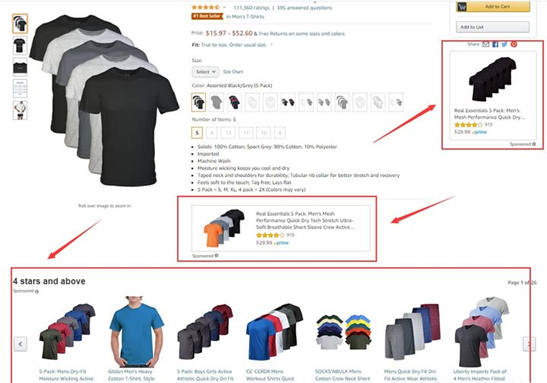 111,360 ratings | 395 answered questions
#1 Best Seller in Men's T-Shirts
Price: $15.97 - $52.60 & Free Returns on some sizes and colors
Fit: True to size. Order usual size.
Size:
Select Size Chart
Color: Assorted Black/Grey (5 Pack)
Number of Items: 5
5 6 10 11 10 4
• Solids: 100% Cotton; Sport Grey: 90% Cotton, 10% Polyester
• Imported
• Machine Wash
• Moisture wicking keeps you cool and dry
• Taped neck and shoulders for durability; Tubular rib collar for better stretch and recovery
• Feels soft to the touch; Tag free; Lays flat
• 5 Pack = S, M, XL; 4 pack = 2X (Colors may vary)
Roll over image to zoom in
Add to Cart
Add to List
Share
Real Essentials 5 Pack: Men's
Mesh Performance Quick Dry...
$29.99 prime
Sponsored
Real Essentials 5 Pack: Men's Mesh
Performance Quick Dry Tech Stretch Ultra-
Soft Breathable Short Sleeve Crew Active...
$29.99 prime
Sponsored
4 stars and above
Sponsored
Page 1 of 26
5-Pack: Mens Dry-Fit
Moisture Wicking Active
Gildan Men's Heavy
Cotton T-Shirt, Style
5 Pack: Boys Girls Active
Athletic Quick Dry Dri Fit
CE' CERDR Mens
Workout Shirts Quick
SOCKS'NBULK Mens
Cotton Crew Neck Short
Mens Quick Dry Fit Dri-
Fit Active Wear Athletic
Liberty Imports Pack of
Men's Heather Fitted